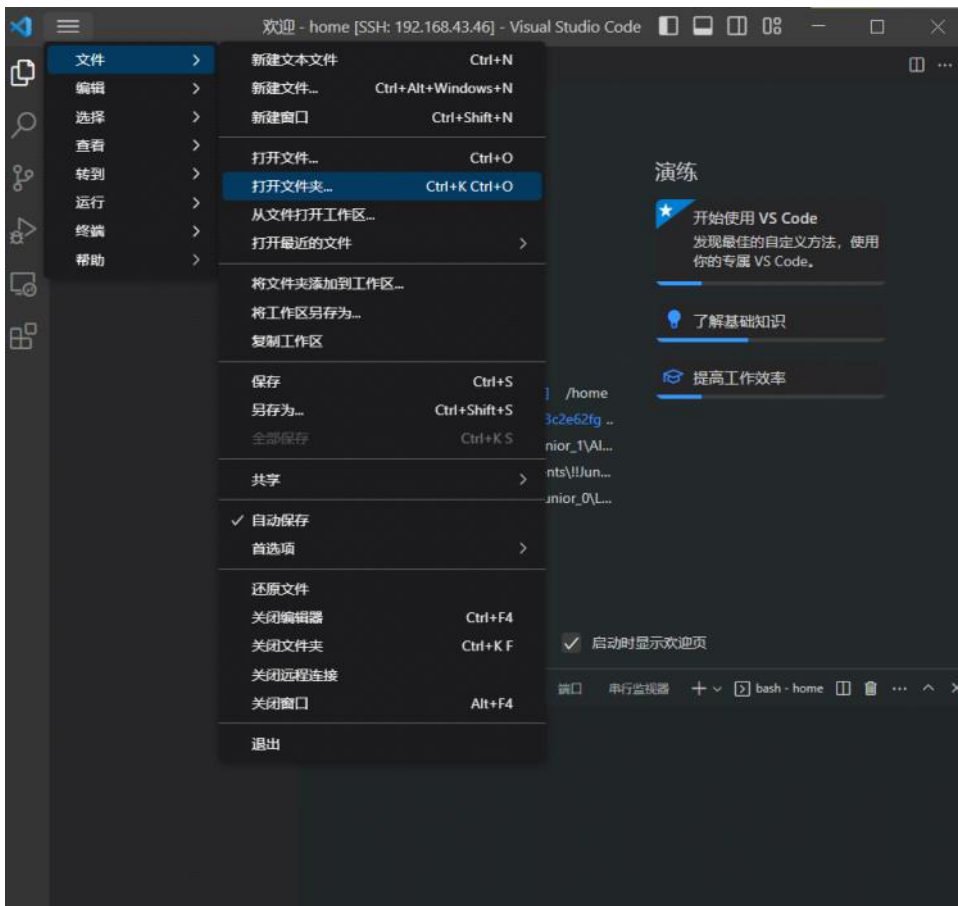 欢迎 - home [SSH: 192.168.43.46] - Visual Studio Code
文件
编辑
选择
查看
转到
运行
终端
帮助
新建文本文件 Ctrl+N
新建文件... Ctrl+Alt+Windows+N
新建窗口 Ctrl+Shift+N
打开文件... Ctrl+O
打开文件夹... Ctrl+K Ctrl+O
从文件打开工作区...
打开最近的文件
将文件夹添加到工作区...
将工作区另存为...
复制工作区
保存 Ctrl+S
另存为... Ctrl+Shift+S
全部保存 Ctrl+K S
共享
自动保存
首选项
还原文件
关闭编辑器 Ctrl+F4
关闭文件夹 Ctrl+K F
关闭远程连接
关闭窗口 Alt+F4
退出
演练
开始使用 VS Code
发现最佳的自定义方法，使用
你的专属 VS Code。
了解基础知识
提高工作效率
] /home
3c2e62fg ..
nior_1\AI...
nts\!!Jun...
unior_0\L...
启动时显示欢迎页
端口 串行监视器 bash - home